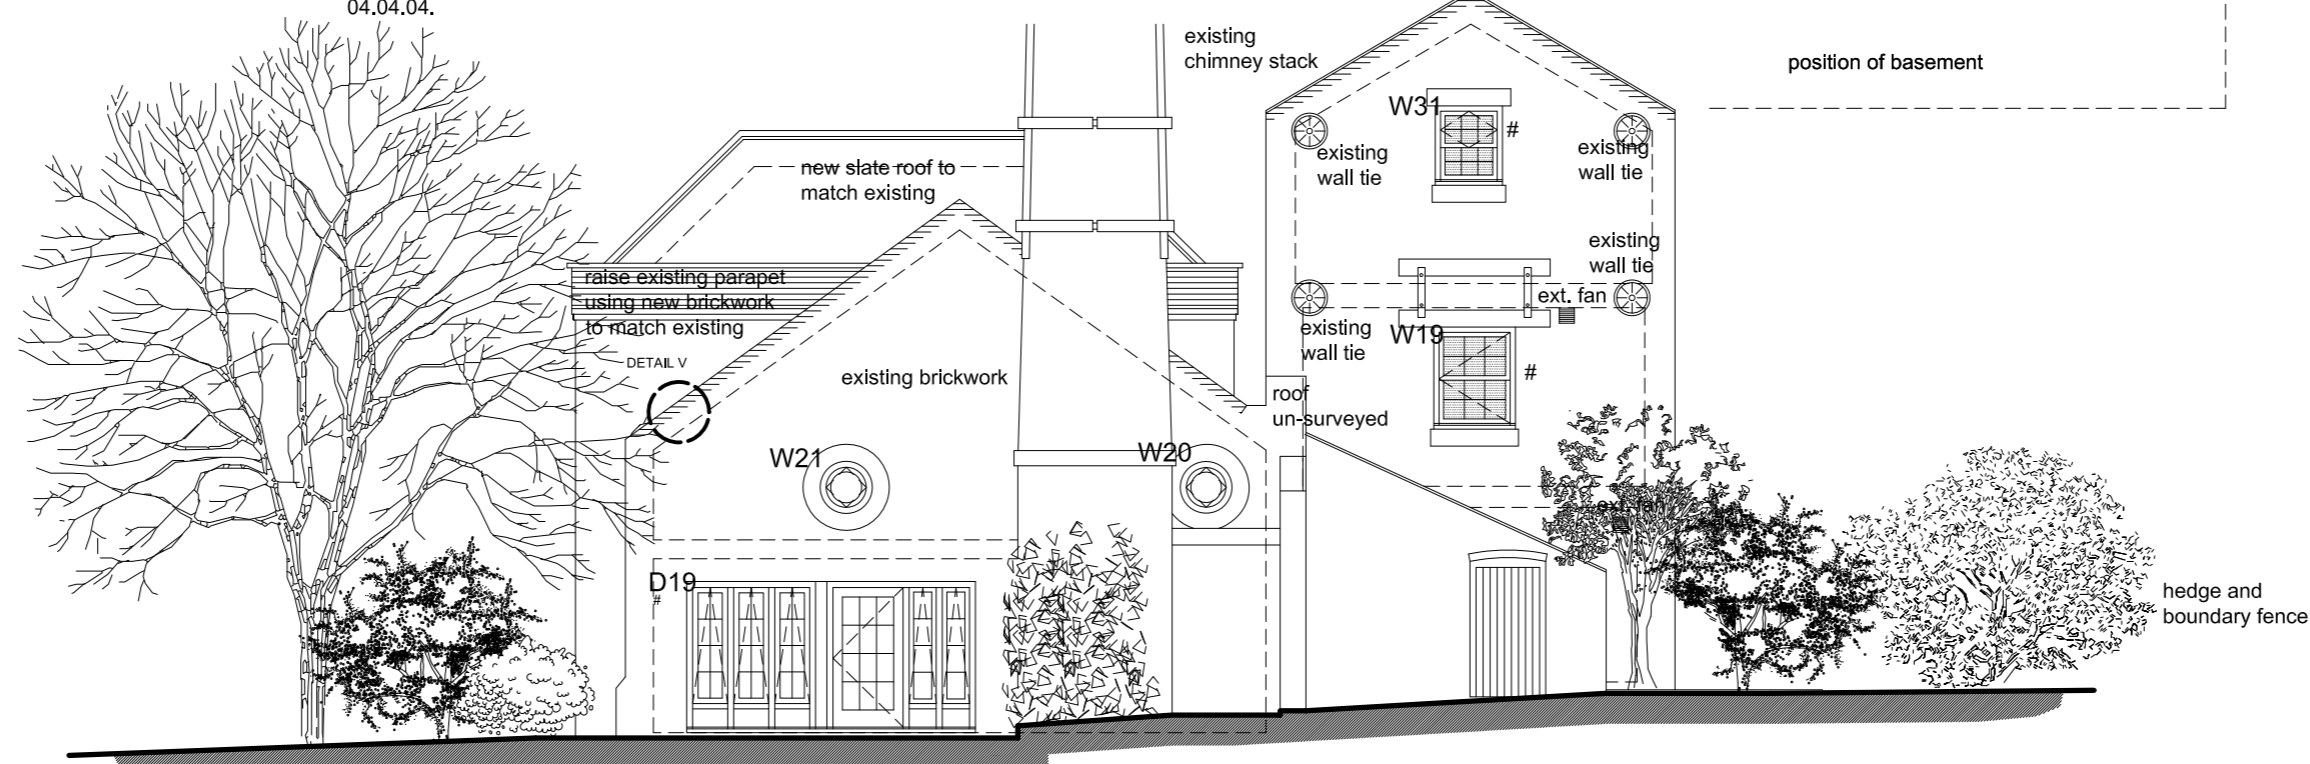 04.04.04.
existing
chimney stack
position of basement
W31
#
existing
wall tie
existing
wall tie
new slate roof to
match existing
existing
wall tie
raise existing parapet
using new brickwork
to match existing
ext. fan
existing
wall tie
W19
#
DETAIL V
existing brickwork
roof
un-surveyed
W21
W20
ext. fan
D19
#
hedge and
boundary fence